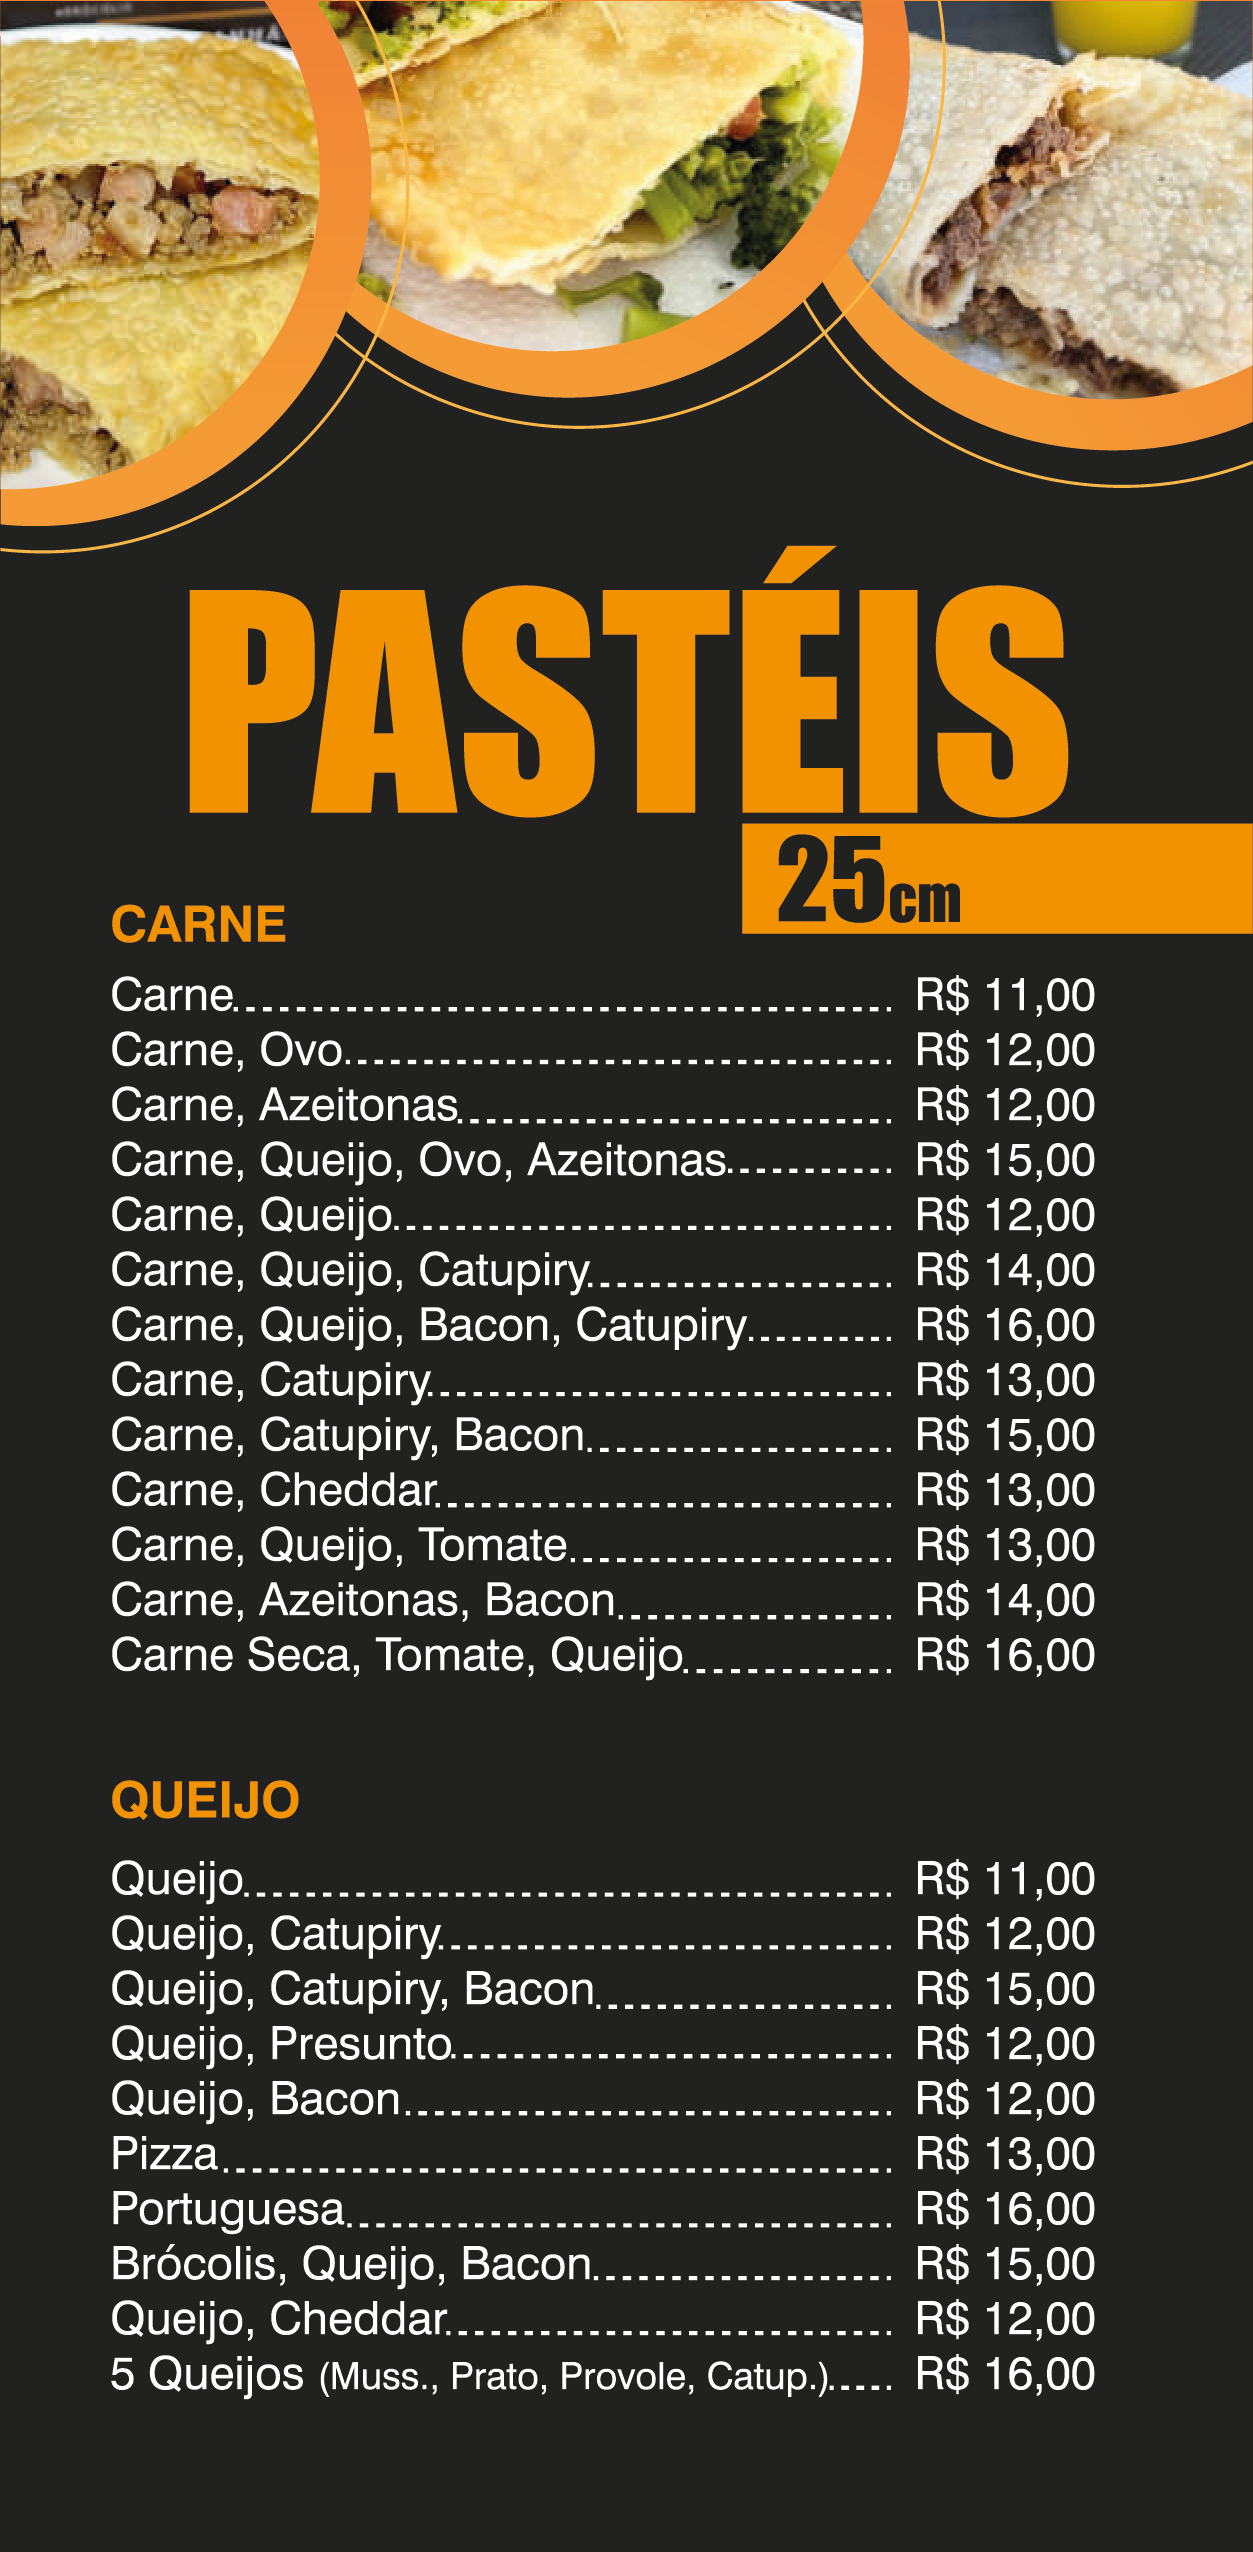 PASTÉIS
25cm
CARNE
Carne R$ 11,00
Carne, Ovo R$ 12,00
Carne, Azeitonas R$ 12,00
Carne, Queijo, Ovo, Azeitonas R$ 15,00
Carne, Queijo R$ 12,00
Carne, Queijo, Catupiry R$ 14,00
Carne, Queijo, Bacon, Catupiry R$ 16,00
Carne, Catupiry R$ 13,00
Carne, Catupiry, Bacon R$ 15,00
Carne, Cheddar R$ 13,00
Carne, Queijo, Tomate R$ 13,00
Carne, Azeitonas, Bacon R$ 14,00
Carne Seca, Tomate, Queijo R$ 16,00
QUEIJO
Queijo R$ 11,00
Queijo, Catupiry R$ 12,00
Queijo, Catupiry, Bacon R$ 15,00
Queijo, Presunto R$ 12,00
Queijo, Bacon R$ 12,00
Pizza R$ 13,00
Portuguesa R$ 16,00
Brócolis, Queijo, Bacon R$ 15,00
Queijo, Cheddar R$ 12,00
5 Queijos (Muss., Prato, Provole, Catup.) R$ 16,00